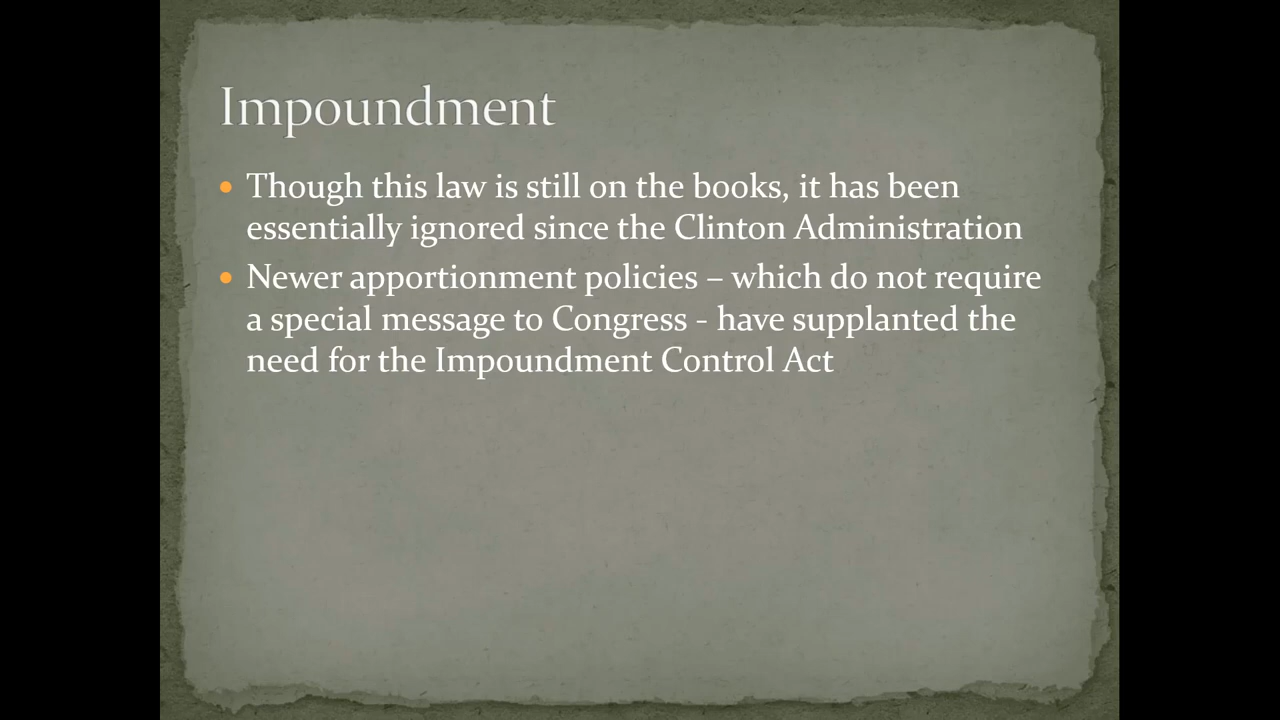 Impoundment
Though this law is still on the books, it has been
essentially ignored since the Clinton Administration
Newer apportionment policies – which do not require
a special message to Congress - have supplanted the
need for the Impoundment Control Act